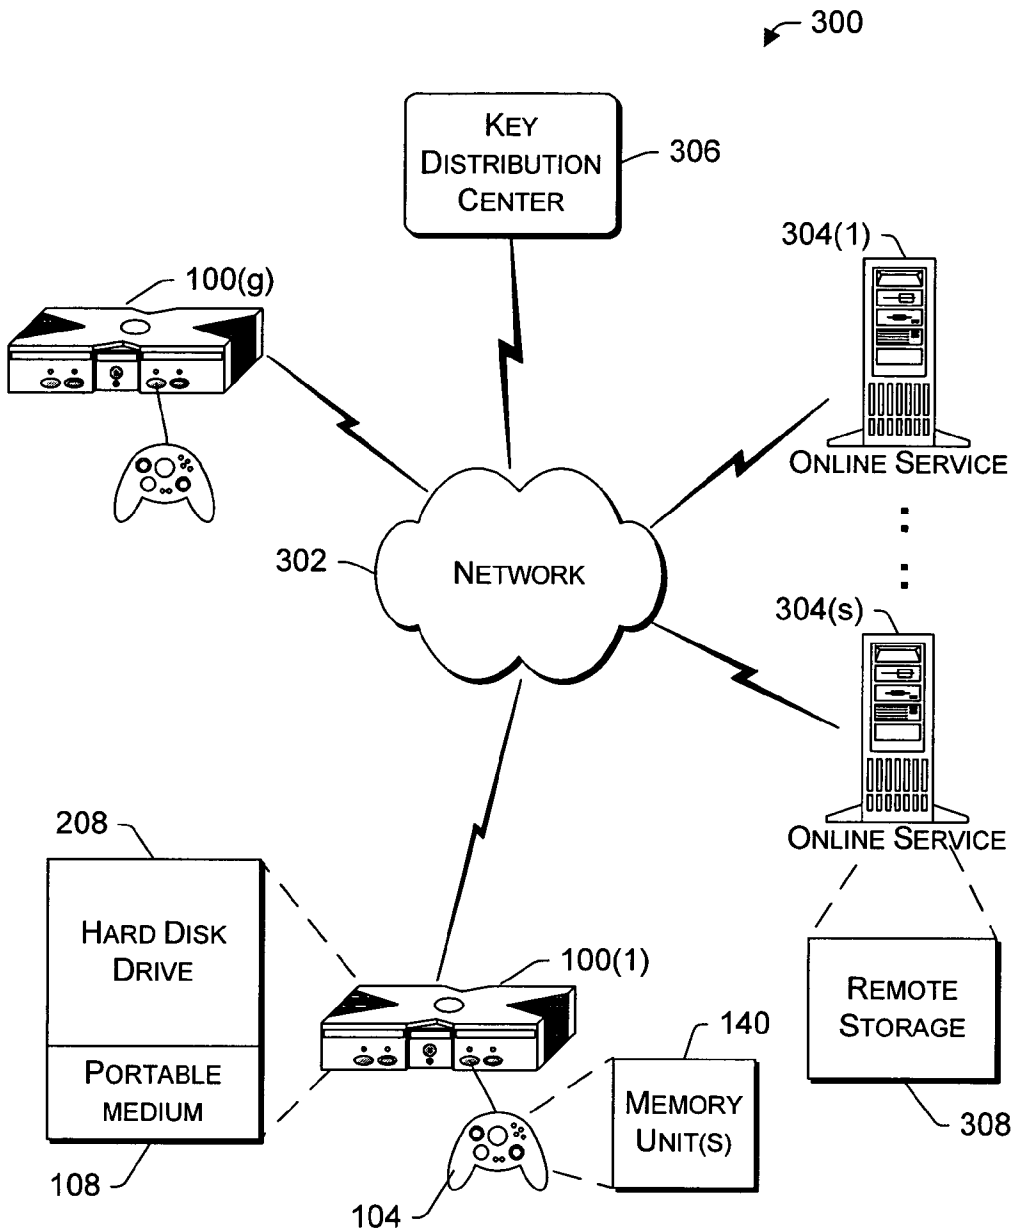 300
KEY
DISTRIBUTION
CENTER
306
304(1)
100(g)
ONLINE SERVICE
302
NETWORK
304(s)
ONLINE SERVICE
208
HARD DISK
DRIVE
PORTABLE
MEDIUM
108
100(1)
140
MEMORY
UNIT(S)
104
REMOTE
STORAGE
308